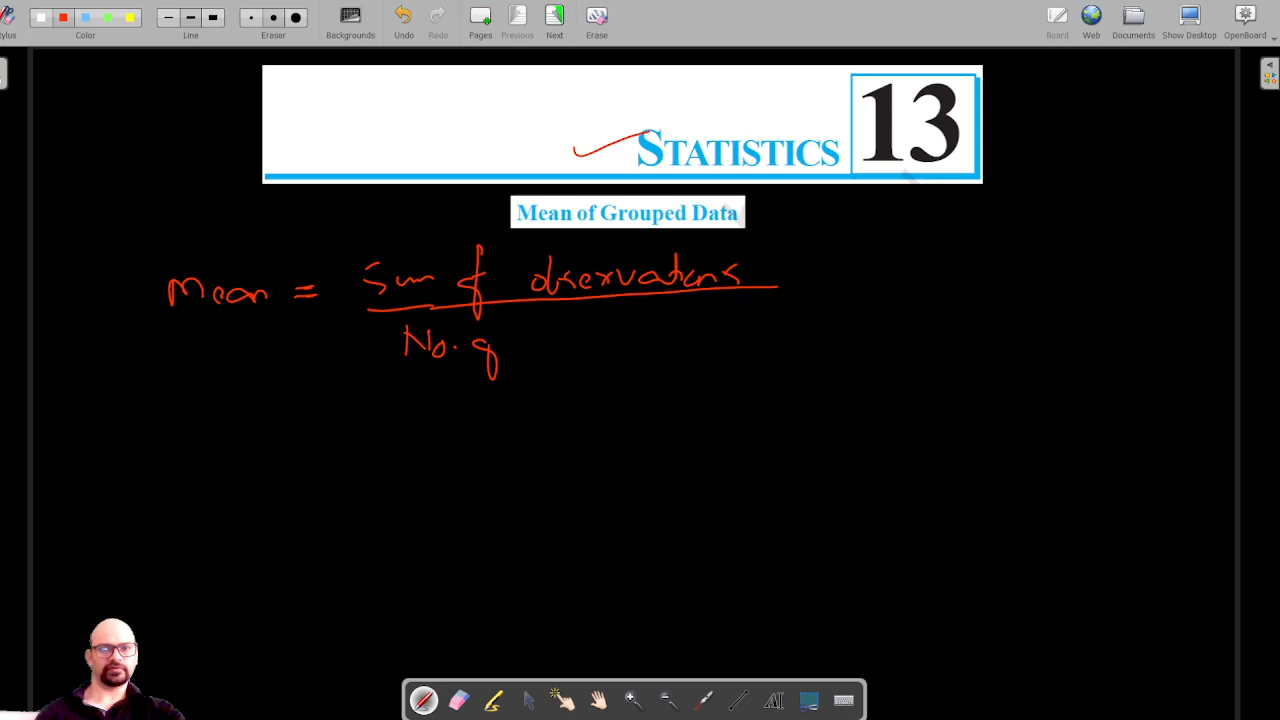 Stylus
Color
Line
Eraser
Backgrounds
Undo
Redo
Pages
Previous
Next
Erase
Board
Web
Documents
Show Desktop
OpenBoard
STATISTICS 13
Mean of Grouped Data
Mean = Sum of observations
No. of